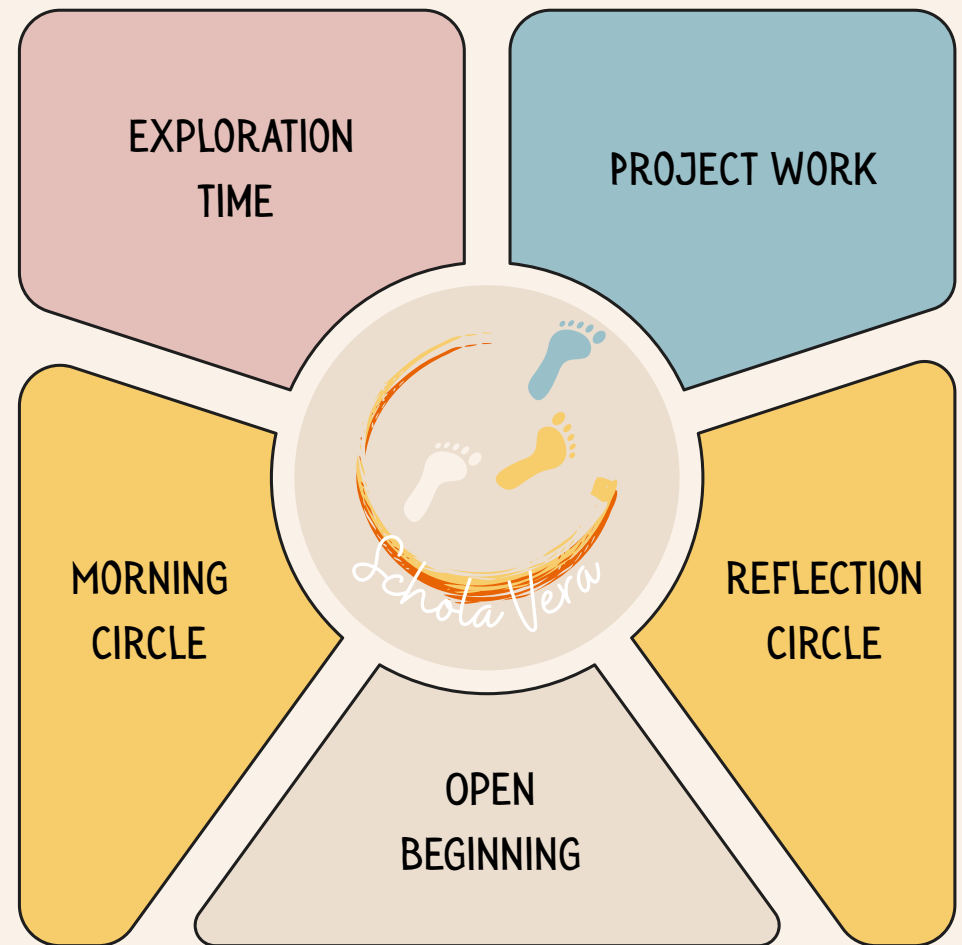 EXPLORATION
TIME
PROJECT WORK
MORNING
CIRCLE
Schola Vera
REFLECTION
CIRCLE
OPEN
BEGINNING